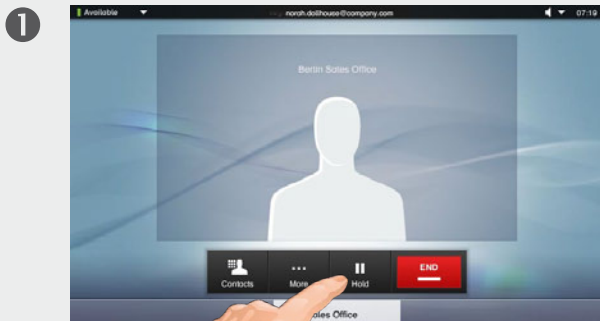 1
Available norah.dollhouse@company.com 07:19
Berlin Sales Office
END
Contacts More Hold
Sales Office